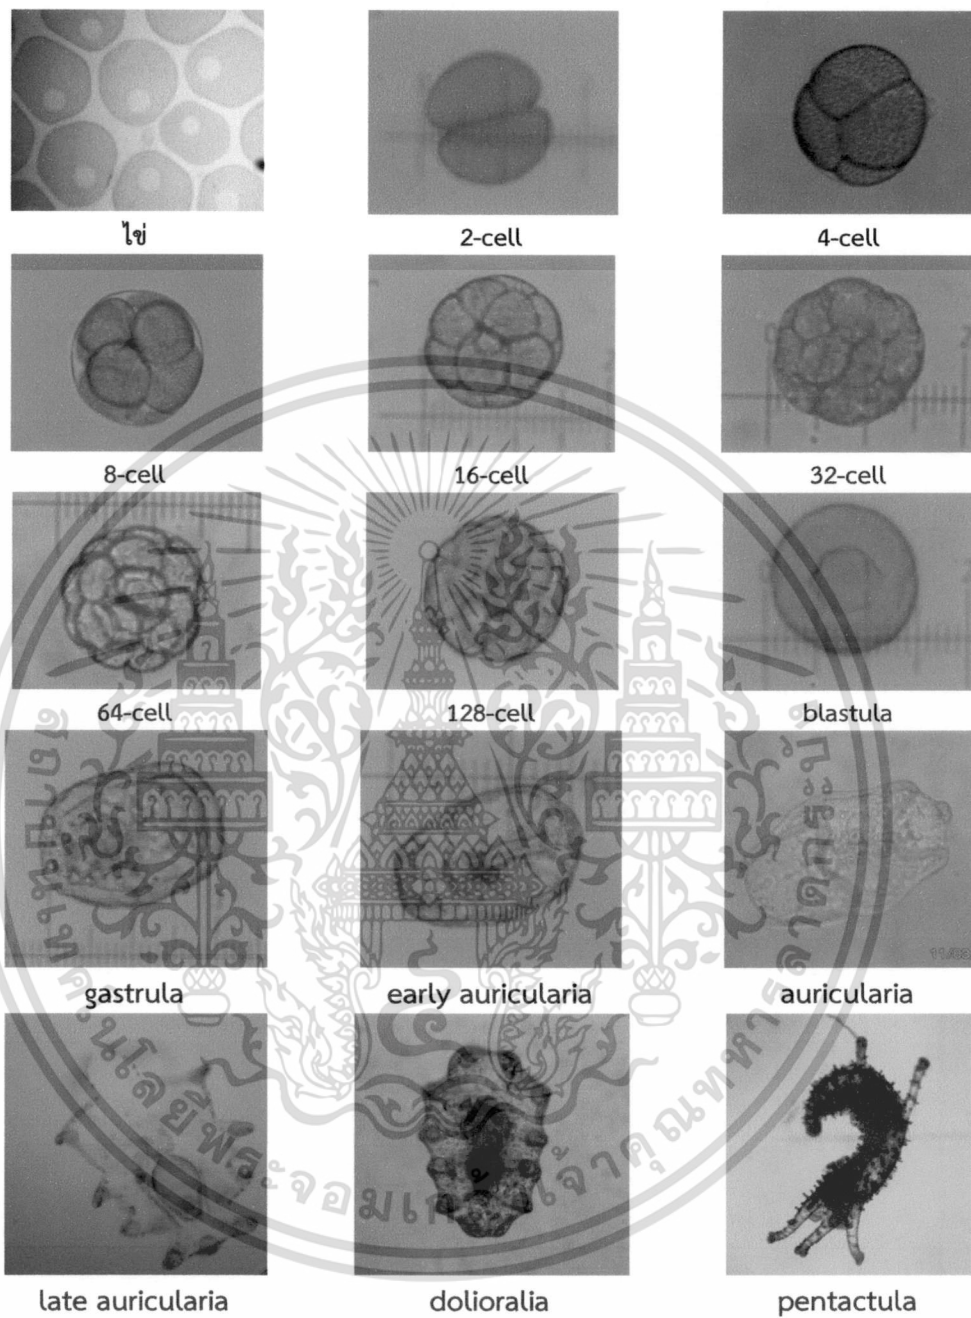 ไข่ 2-cell 4-cell
8-cell 16-cell 32-cell
64-cell 128-cell blastula
gastrula early auricularia auricularia
late auricularia dolioralia pentactula